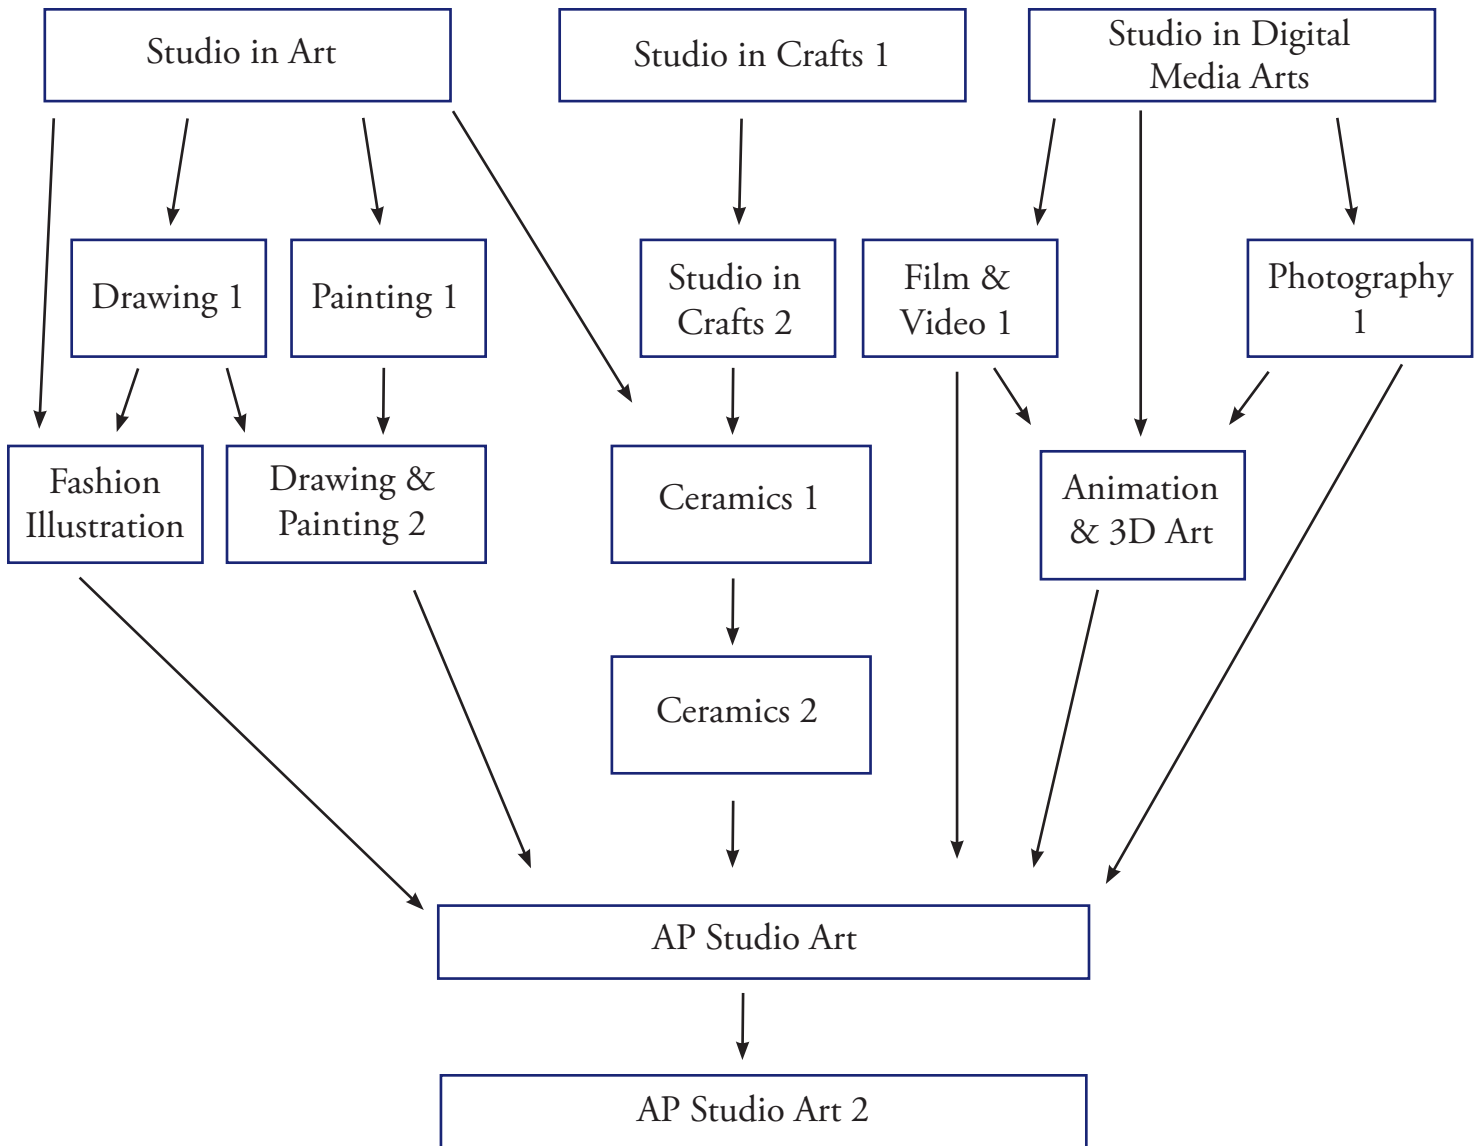 Studio in Art
Studio in Crafts 1
Studio in Digital
Media Arts
Drawing 1
Painting 1
Studio in
Crafts 2
Film &
Video 1
Photography
1
Fashion
Illustration
Drawing &
Painting 2
Ceramics 1
Animation
& 3D Art
Ceramics 2
AP Studio Art
AP Studio Art 2